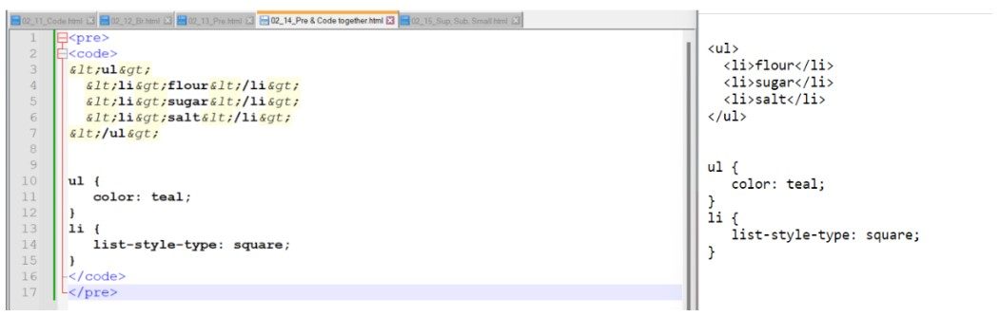 02_11_Code.html 02_12_Br.html 02_13_Pre.html 02_14_Pre & Code together.html 02_15_Sup. Sub. Small.html
1 <pre>
2 <code>
3 &lt;ul&gt;
4   &lt;li&gt;flour&lt;/li&gt;
5   &lt;li&gt;sugar&lt;/li&gt;
6   &lt;li&gt;salt&lt;/li&gt;
7 &lt;/ul&gt;
8
9
10 ul {
11    color: teal;
12 }
13 li {
14    list-style-type: square;
15 }
16 </code>
17 </pre>
<ul>
  <li>flour</li>
  <li>sugar</li>
  <li>salt</li>
</ul>
ul {
   color: teal;
}
li {
   list-style-type: square;
}